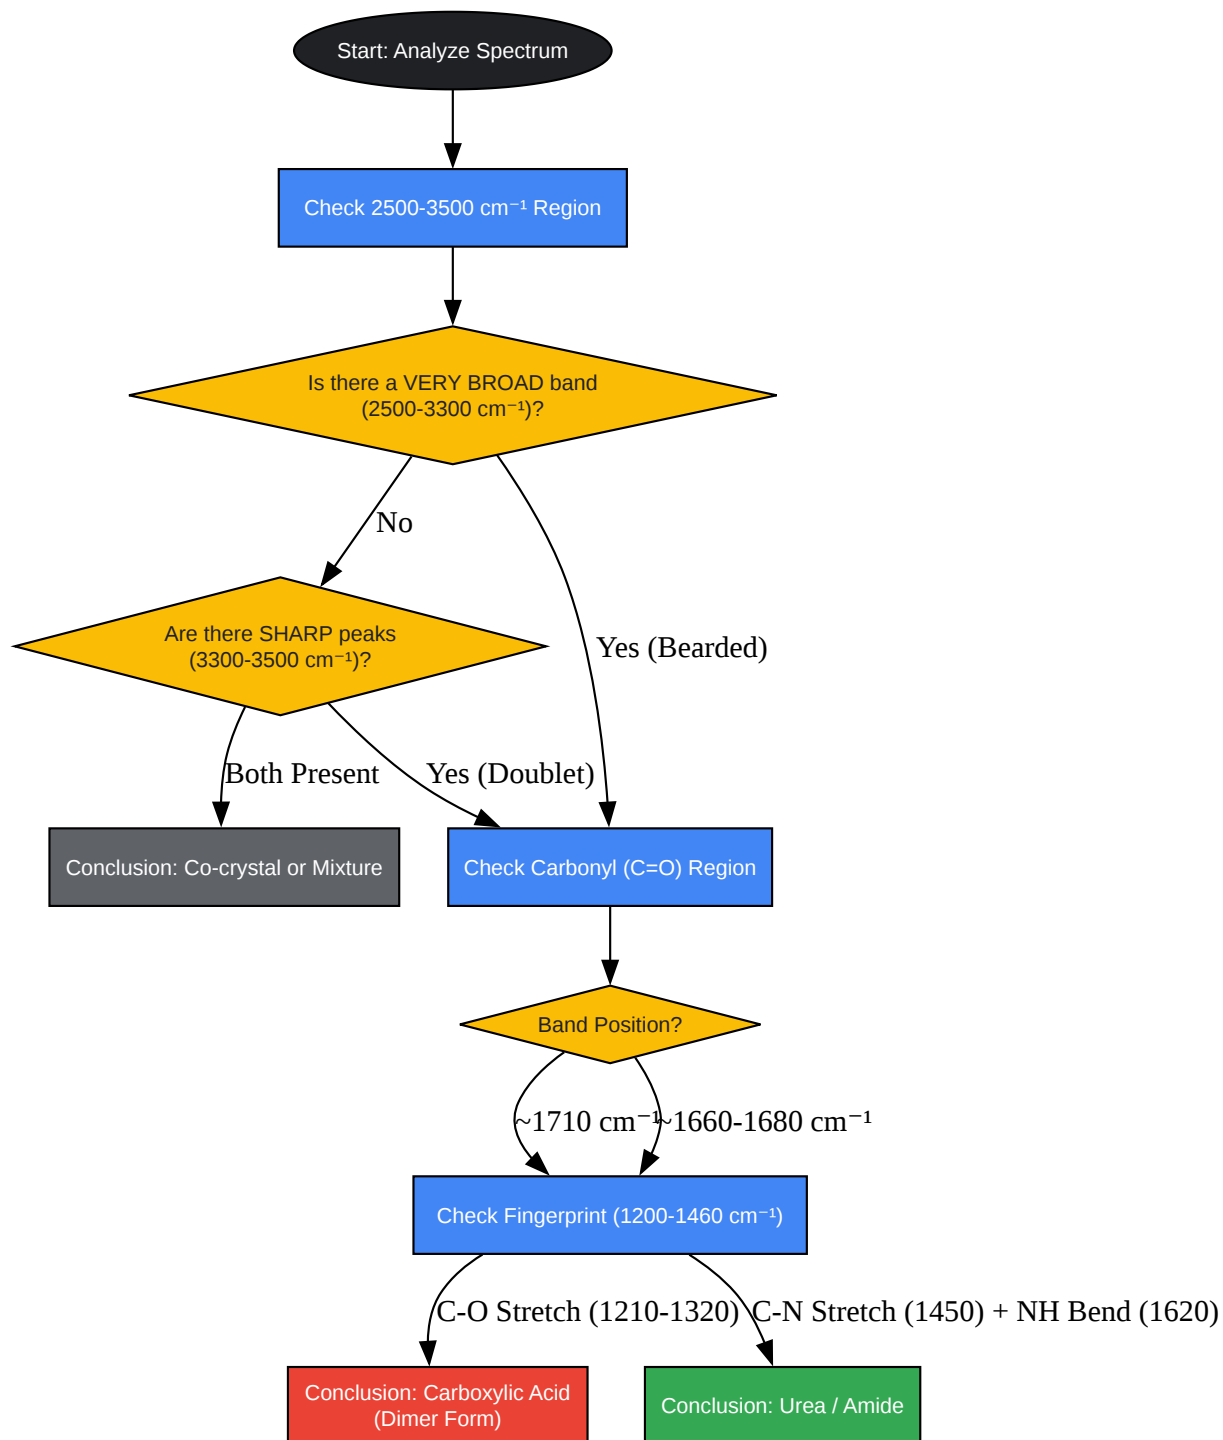 Start: Analyze Spectrum
Check 2500-3500 cm⁻¹ Region
Is there a VERY BROAD band
(2500-3300 cm⁻¹)?
No
Are there SHARP peaks
(3300-3500 cm⁻¹)?
Yes (Bearded)
Both Present
Yes (Doublet)
Conclusion: Co-crystal or Mixture
Check Carbonyl (C=O) Region
Band Position?
~1710 cm⁻¹
~1660-1680 cm⁻¹
Check Fingerprint (1200-1460 cm⁻¹)
C-O Stretch (1210-1320)
C-N Stretch (1450) + NH Bend (1620)
Conclusion: Carboxylic Acid
(Dimer Form)
Conclusion: Urea / Amide